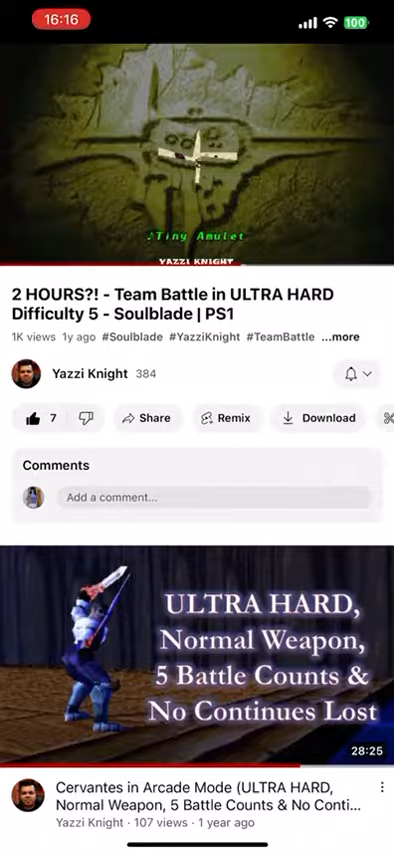 16:16
100
♪Tiny Amulet
YAZZI KNIGHT
2 HOURS?! - Team Battle in ULTRA HARD
Difficulty 5 - Soulblade | PS1
1K views 1y ago #Soulblade #YazziKnight #TeamBattle ...more
Yazzi Knight 384
7 Share Remix Download
Comments
Add a comment...
ULTRA HARD,
Normal Weapon,
5 Battle Counts &
No Continues Lost
28:25
Cervantes in Arcade Mode (ULTRA HARD,
Normal Weapon, 5 Battle Counts & No Conti...
Yazzi Knight · 107 views · 1 year ago